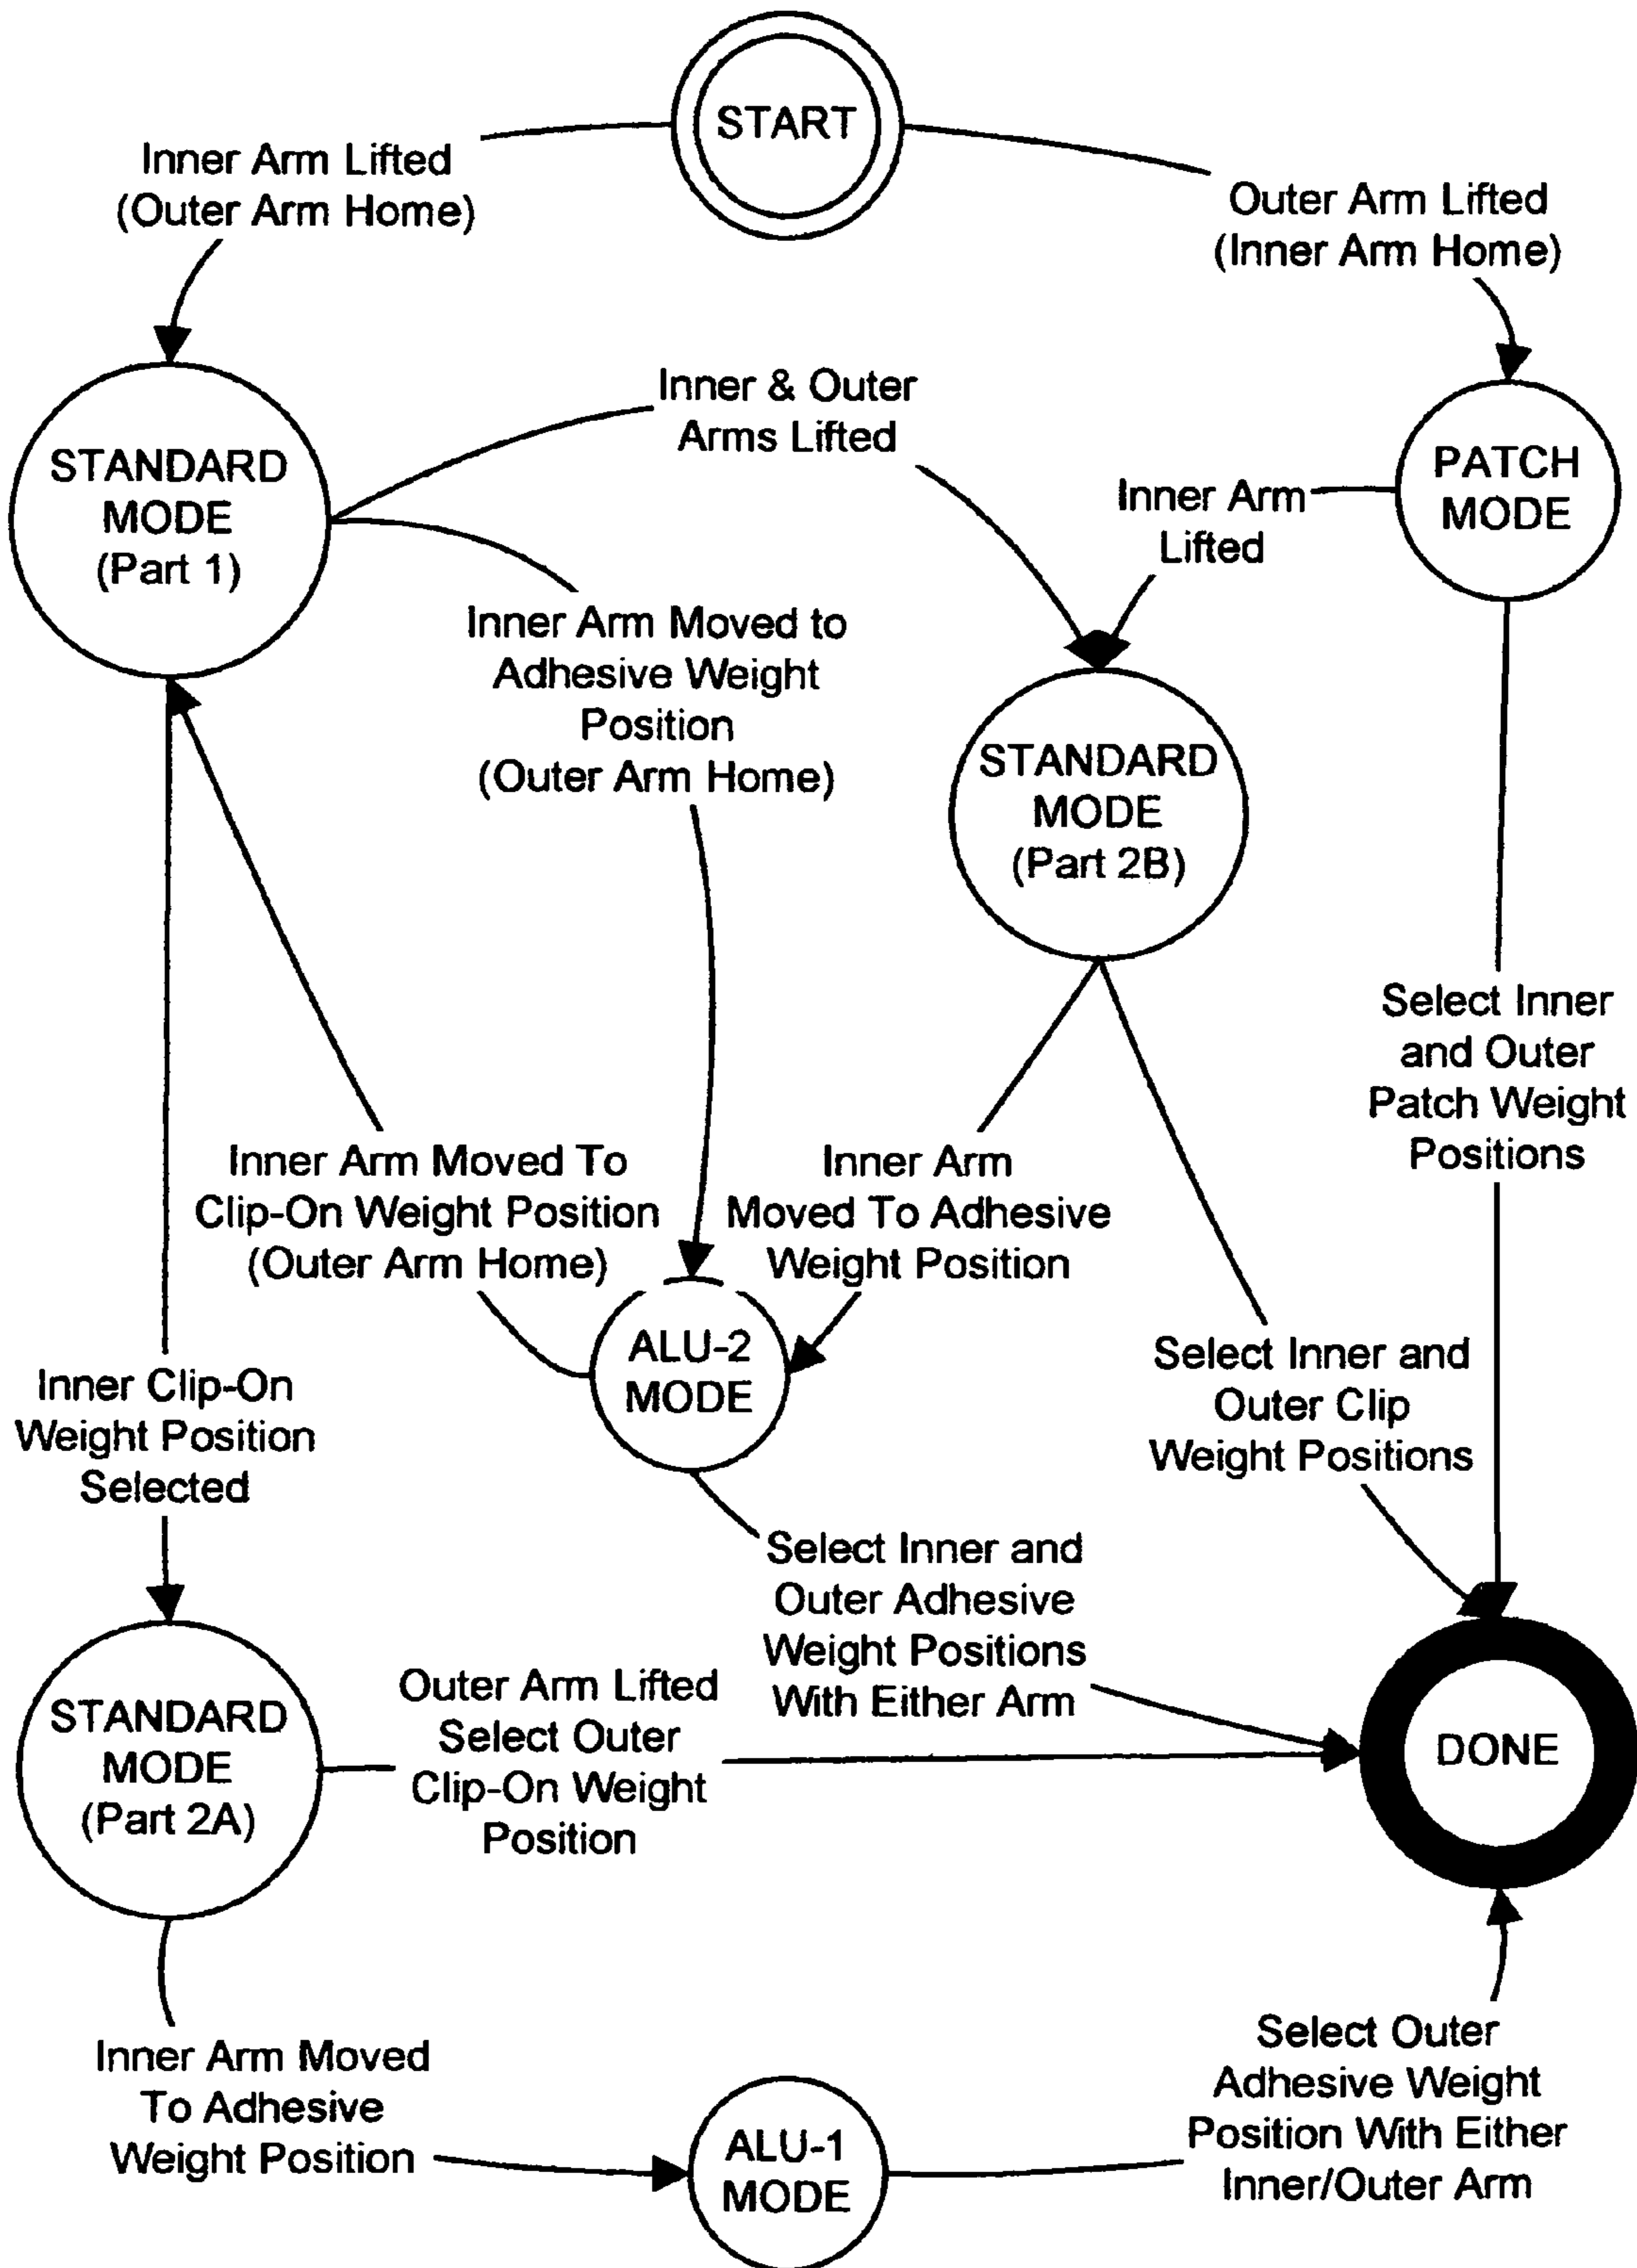 START
Inner Arm Lifted
(Outer Arm Home)
Outer Arm Lifted
(Inner Arm Home)
Inner & Outer
Arms Lifted
STANDARD
MODE
(Part 1)
PATCH
MODE
Inner Arm
Lifted
Inner Arm Moved to
Adhesive Weight
Position
(Outer Arm Home)
STANDARD
MODE
(Part 2B)
Select Inner
and Outer
Patch Weight
Positions
Inner Arm Moved To
Clip-On Weight Position
(Outer Arm Home)
Inner Arm
Moved To Adhesive
Weight Position
ALU-2
MODE
Select Inner and
Outer Clip
Weight Positions
Inner Clip-On
Weight Position
Selected
Select Inner and
Outer Adhesive
Weight Positions
With Either Arm
Outer Arm Lifted
Select Outer
Clip-On Weight
Position
STANDARD
MODE
(Part 2A)
DONE
Inner Arm Moved
To Adhesive
Weight Position
ALU-1
MODE
Select Outer
Adhesive Weight
Position With Either
Inner/Outer Arm